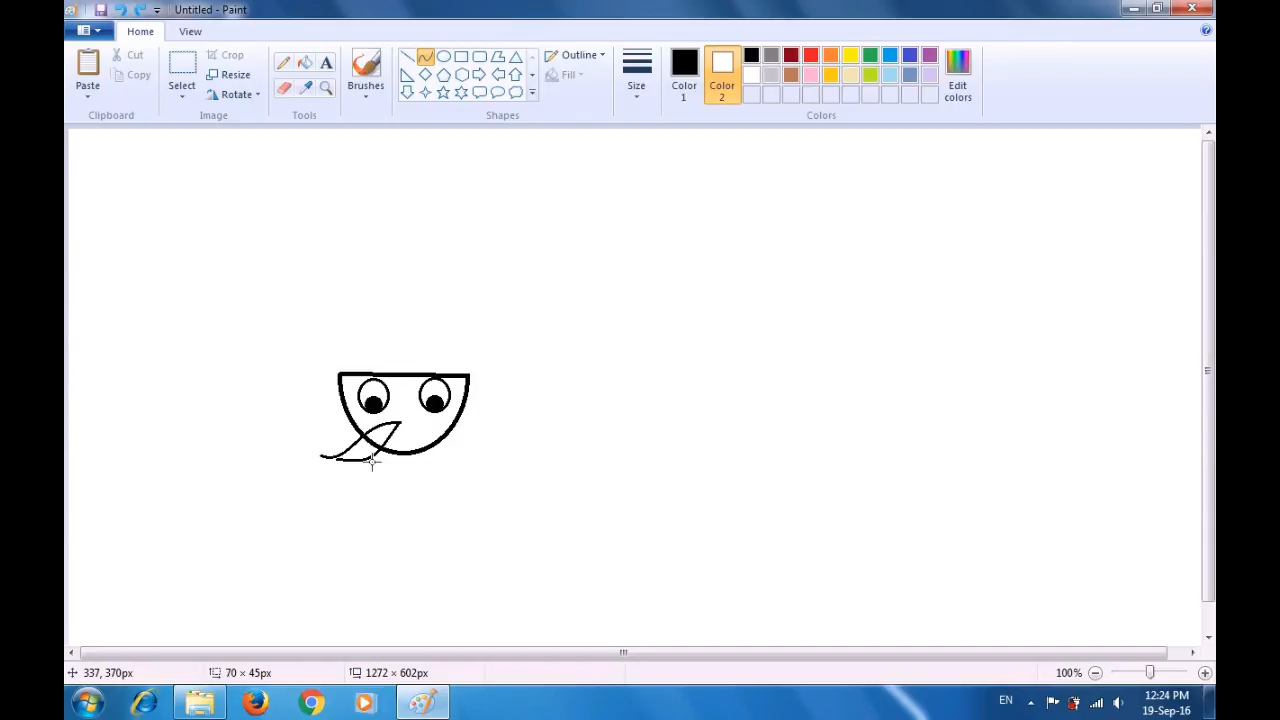 Untitled - Paint
Home View
Cut
Copy
Paste
Crop
Resize
Rotate
Select
Brushes
Outline
Fill
Size
Color 1
Color 2
Edit colors
Clipboard Image Tools Shapes Colors
337, 370px 70 × 45px 1272 × 602px 100%
EN
12:24 PM
19-Sep-16